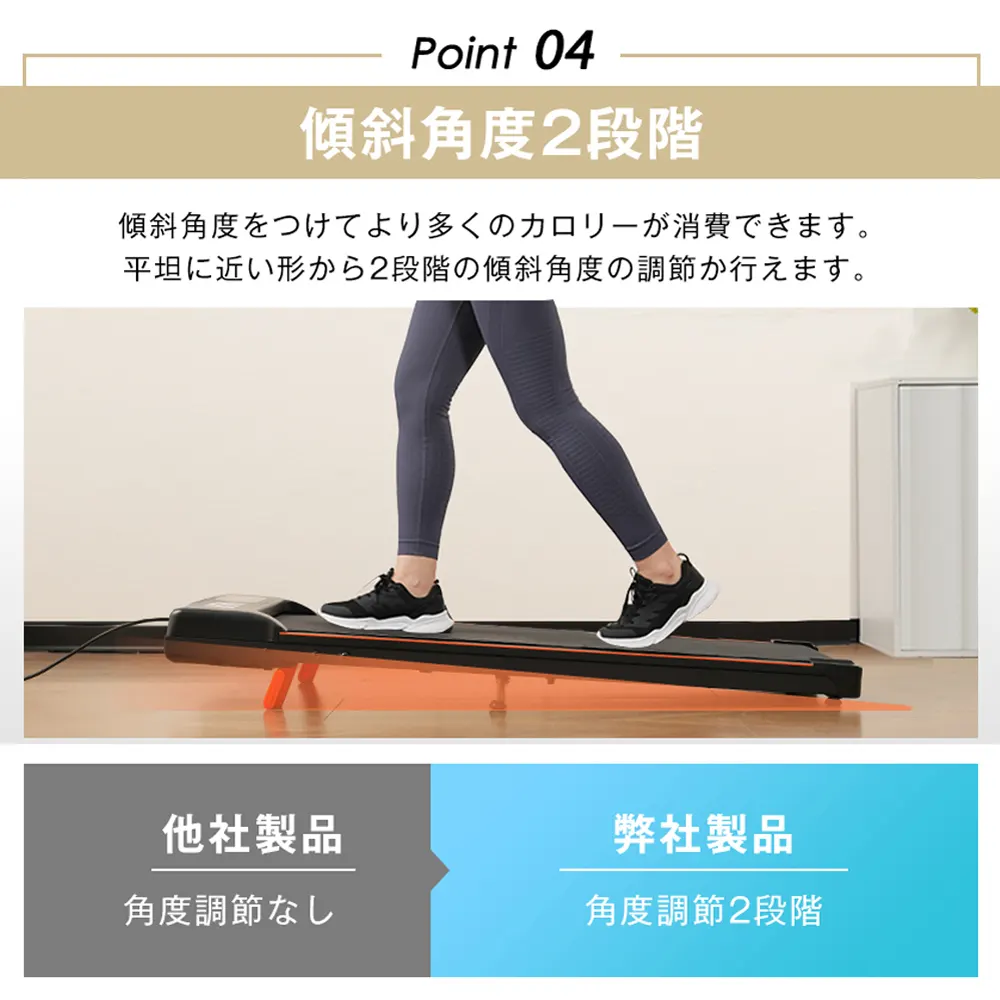 Point 04
傾斜角度2段階
傾斜角度をつけてより多くのカロリーが消費できます。
平坦に近い形から2段階の傾斜角度の調節か行えます。
他社製品
角度調節なし
弊社製品
角度調節2段階